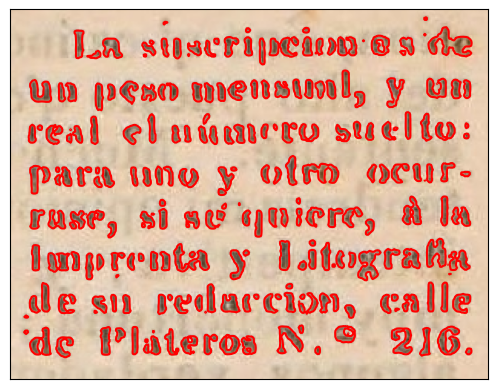 La suscripcion es de
un peso mensual, y un
real el número suelto:
para uno y otro ocur-
rase, si se quiere, à la
Imprenta y Litografia
de su redaccion, calle
de Plateros N. º 216.